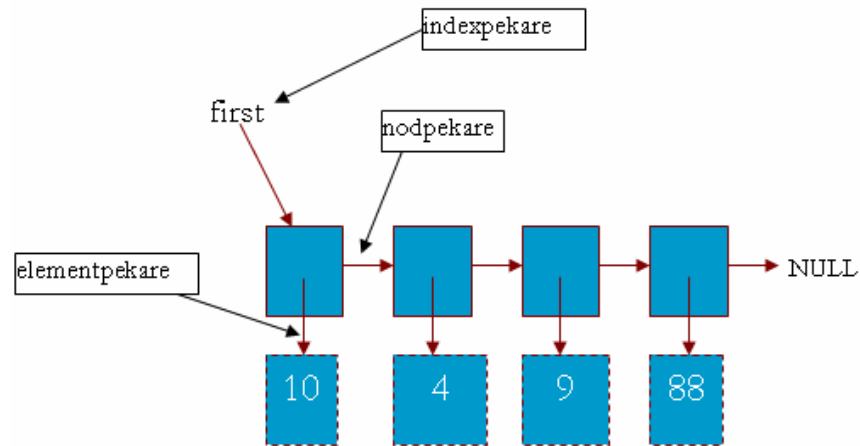 indexpekare
first
nodpekare
elementpekare
NULL
10 4 9 88